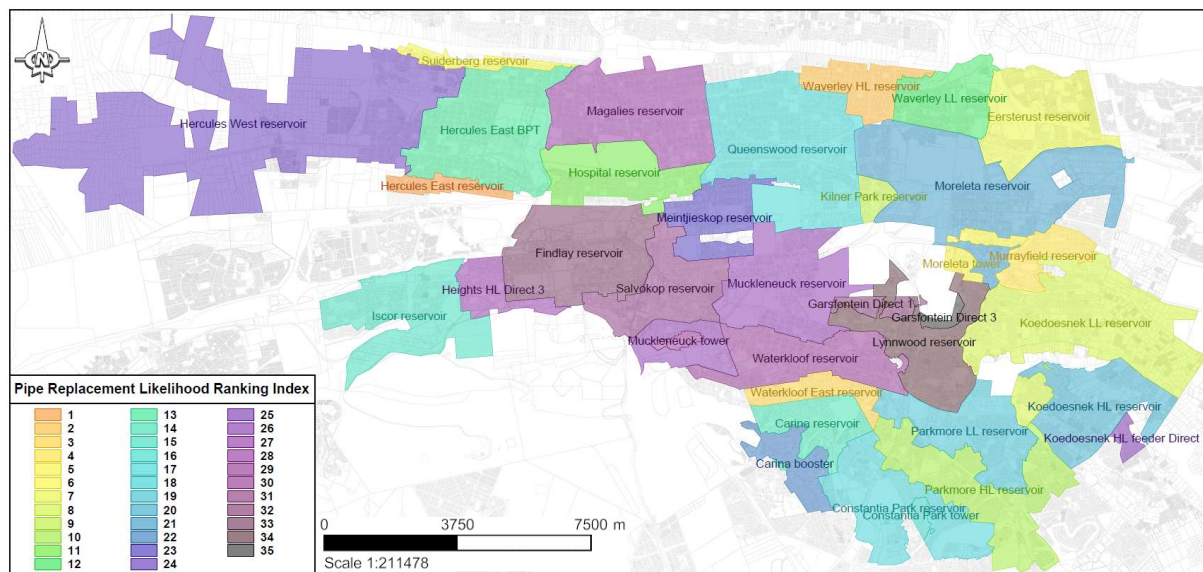 N
Suiderberg reservoir
Waverley HL reservoir
Waverley LL reservoir
Magalies reservoir
Eersterust reservoir
Hercules West reservoir
Hercules East BPT
Queenswood reservoir
Hospital reservoir
Hercules East reservoir
Moreleta reservoir
Kilner Park reservoir
Meintjieskop reservoir
Findlay reservoir
Murrayfield reservoir
Moreleta tower
Heights HL Direct 3
Salvokop reservoir
Muckleneuck reservoir
Garsfontein Direct 1
Garsfontein Direct 3
Iscor reservoir
Koedoesnek LL reservoir
Muckleneuck tower
Lynnwood reservoir
Waterkloof reservoir
Waterkloof East reservoir
Koedoesnek HL reservoir
Carina reservoir
Parkmore LL reservoir
Koedoesnek HL feeder Direct
Carina booster
Parkmore HL reservoir
Constantia Park reservoir
Constantia Park tower
Pipe Replacement Likelihood Ranking Index
1 13 25
2 14 26
3 15 27
4 16 28
5 17 29
6 18 30
7 19 31
8 20 32
9 21 33
10 22 34
11 23 35
12 24
0 3750 7500 m
Scale 1:211478